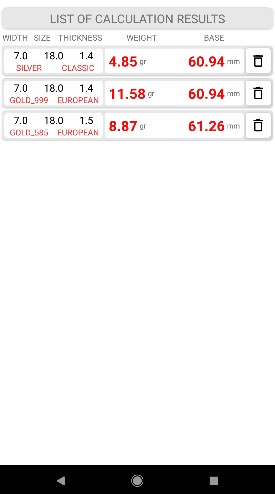 LIST OF CALCULATION RESULTS
WIDTH SIZE THICKNESS WEIGHT BASE
7.0 18.0 1.4 4.85 gr 60.94 mm
SILVER CLASSIC
7.0 18.0 1.4 11.58 gr 60.94 mm
GOLD_999 EUROPEAN
7.0 18.0 1.5 8.87 gr 61.26 mm
GOLD_585 EUROPEAN